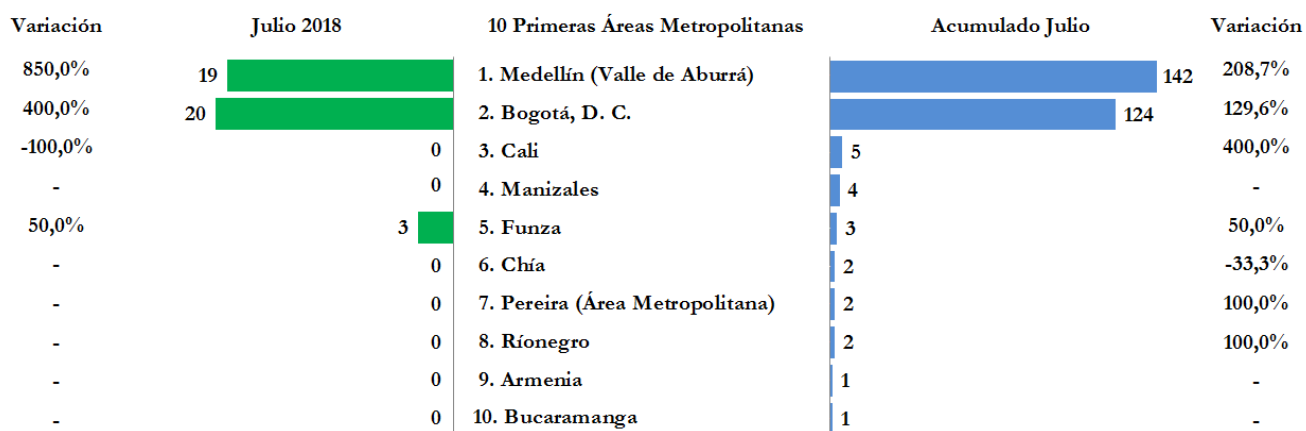 Variación Julio 2018 10 Primeras Áreas Metropolitanas Acumulado Julio Variación
850,0% 19 1. Medellín (Valle de Aburrá) 142 208,7%
400,0% 20 2. Bogotá, D. C. 124 129,6%
-100,0% 0 3. Cali 5 400,0%
- 0 4. Manizales 4 -
50,0% 3 5. Funza 3 50,0%
- 0 6. Chía 2 -33,3%
- 0 7. Pereira (Área Metropolitana) 2 100,0%
- 0 8. Ríonegro 2 100,0%
- 0 9. Armenia 1 -
- 0 10. Bucaramanga 1 -